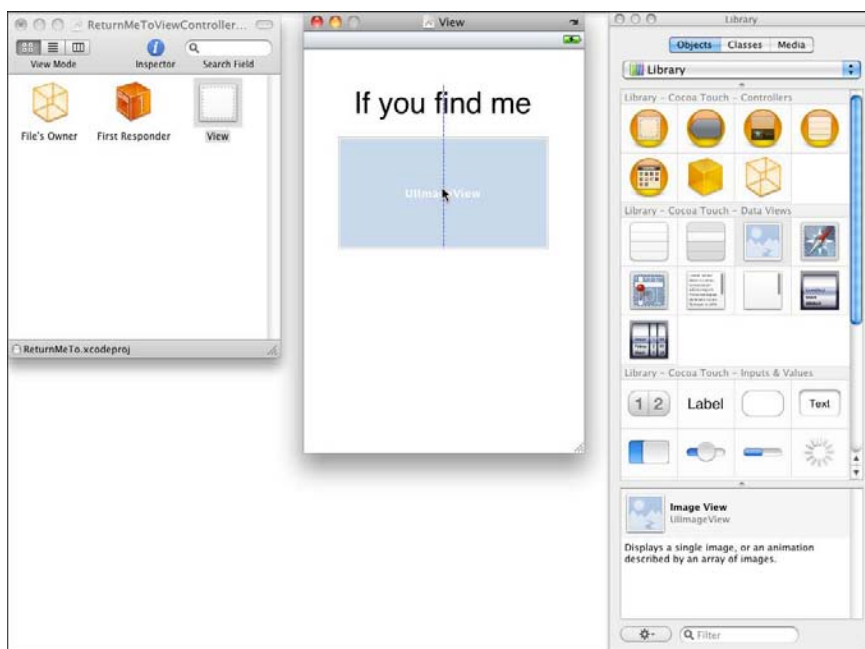 ReturnMeToViewController...
View Mode
Inspector
Search Field
File's Owner
First Responder
View
ReturnMeTo.xcodeproj
View
If you find me
UIImageView
Library
Objects
Classes
Media
Library
Library - Cocoa Touch - Controllers
Library - Cocoa Touch - Data Views
Library - Cocoa Touch - Inputs & Values
1 2
Label
Text
Image View
UIImageView
Displays a single image, or an animation
described by an array of images.
Filter